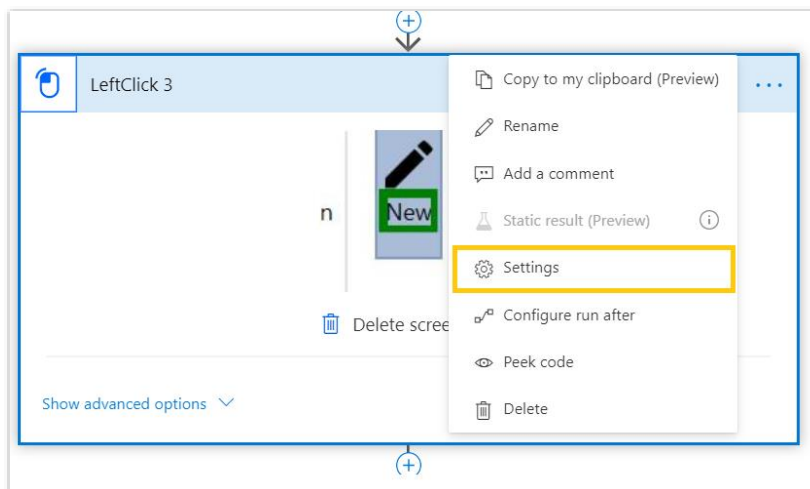 LeftClick 3
Copy to my clipboard (Preview)
Rename
Add a comment
Static result (Preview)
Settings
Configure run after
Peek code
Delete
n
New
Delete scree
Show advanced options